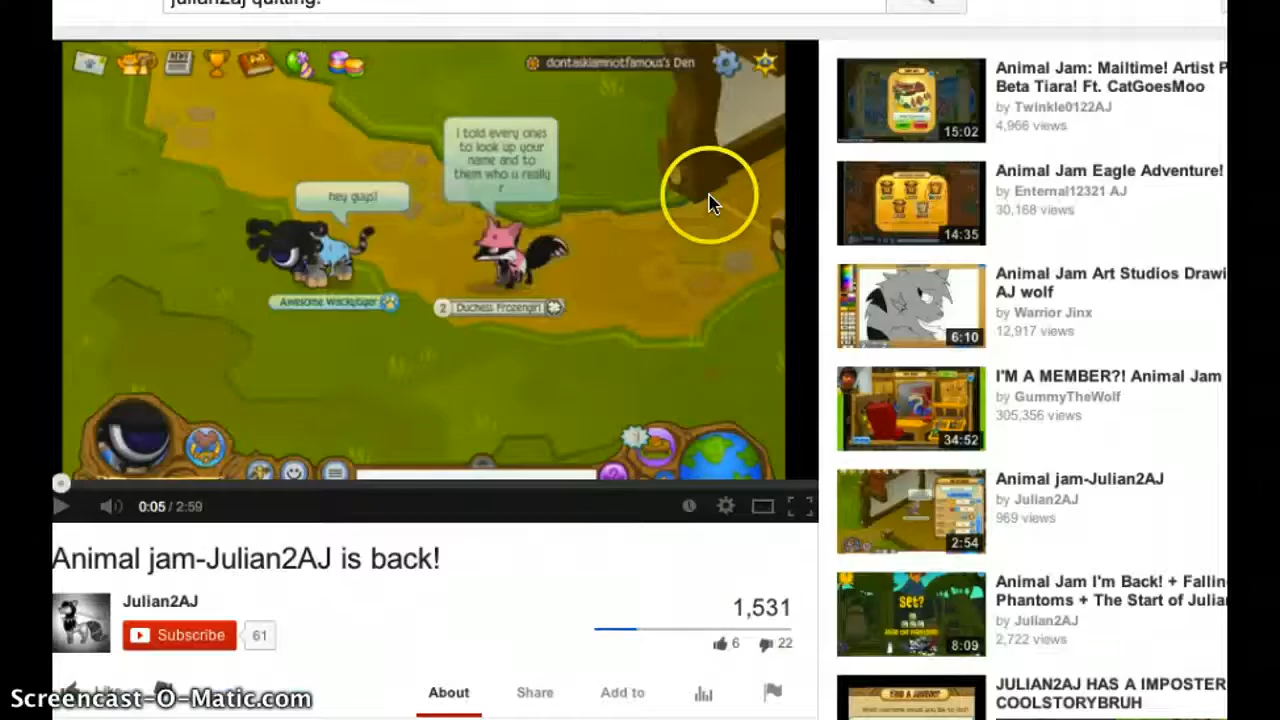 julian2aj quitting!
NEWS
dontaskiamnotfamous's Den
I told every ones
to look up your
name and to
them who u really
r
hey guys!
Awesome Wackytiger
2 Duchess Frozengirl
0:05 / 2:59
Animal jam-Julian2AJ is back!
Julian2AJ
Subscribe 61
1,531
6 22
About Share Add to
Screencast-O-Matic.com
Animal Jam: Mailtime! Artist P
Beta Tiara! Ft. CatGoesMoo
by Twinkle0122AJ
4,966 views
15:02
Animal Jam Eagle Adventure!
by Enternal12321 AJ
30,168 views
14:35
Animal Jam Art Studios Drawi
AJ wolf
by Warrior Jinx
12,917 views
6:10
I'M A MEMBER?! Animal Jam
by GummyTheWolf
305,356 views
34:52
Animal jam-Julian2AJ
by Julian2AJ
969 views
2:54
Animal Jam I'm Back! + Fallin
Phantoms + The Start of Julia
by Julian2AJ
2,722 views
Set?
8:09
JULIAN2AJ HAS A IMPOSTER
COOLSTORYBRUH